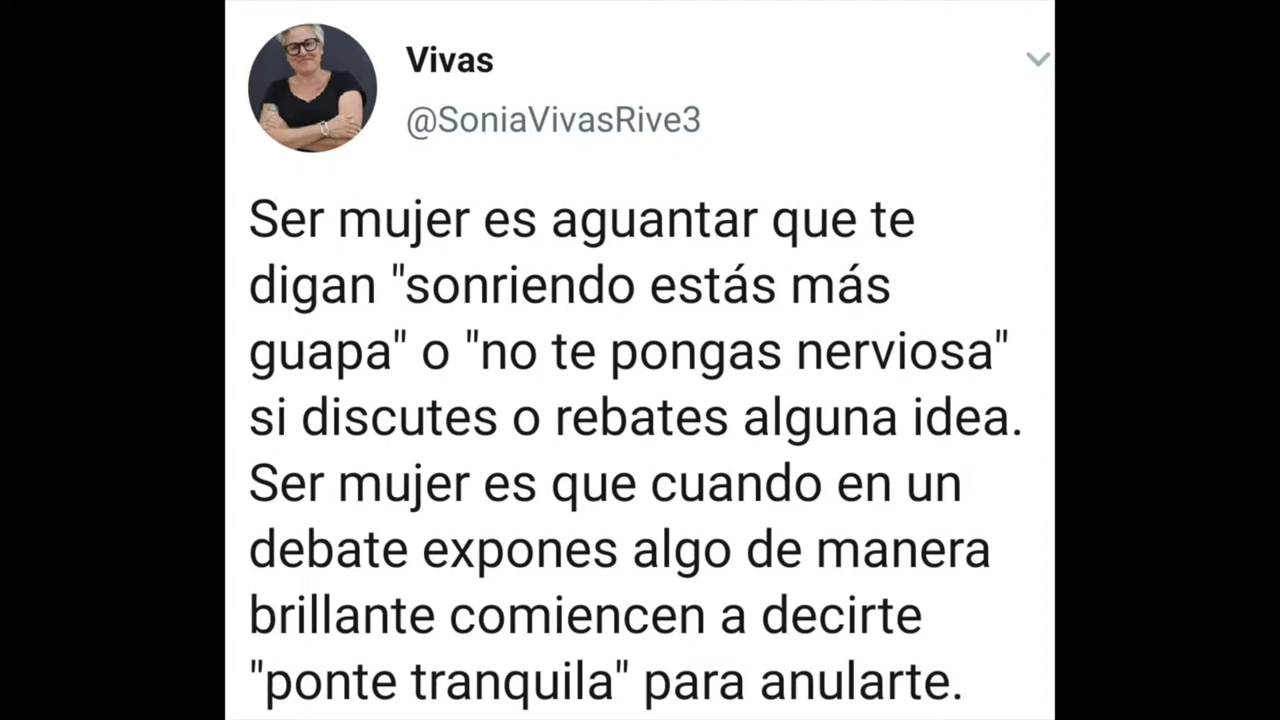 Vivas
@SoniaVivasRive3
Ser mujer es aguantar que te
digan "sonriendo estás más
guapa" o "no te pongas nerviosa"
si discutes o rebates alguna idea.
Ser mujer es que cuando en un
debate expones algo de manera
brillante comiencen a decirte
"ponte tranquila" para anularte.